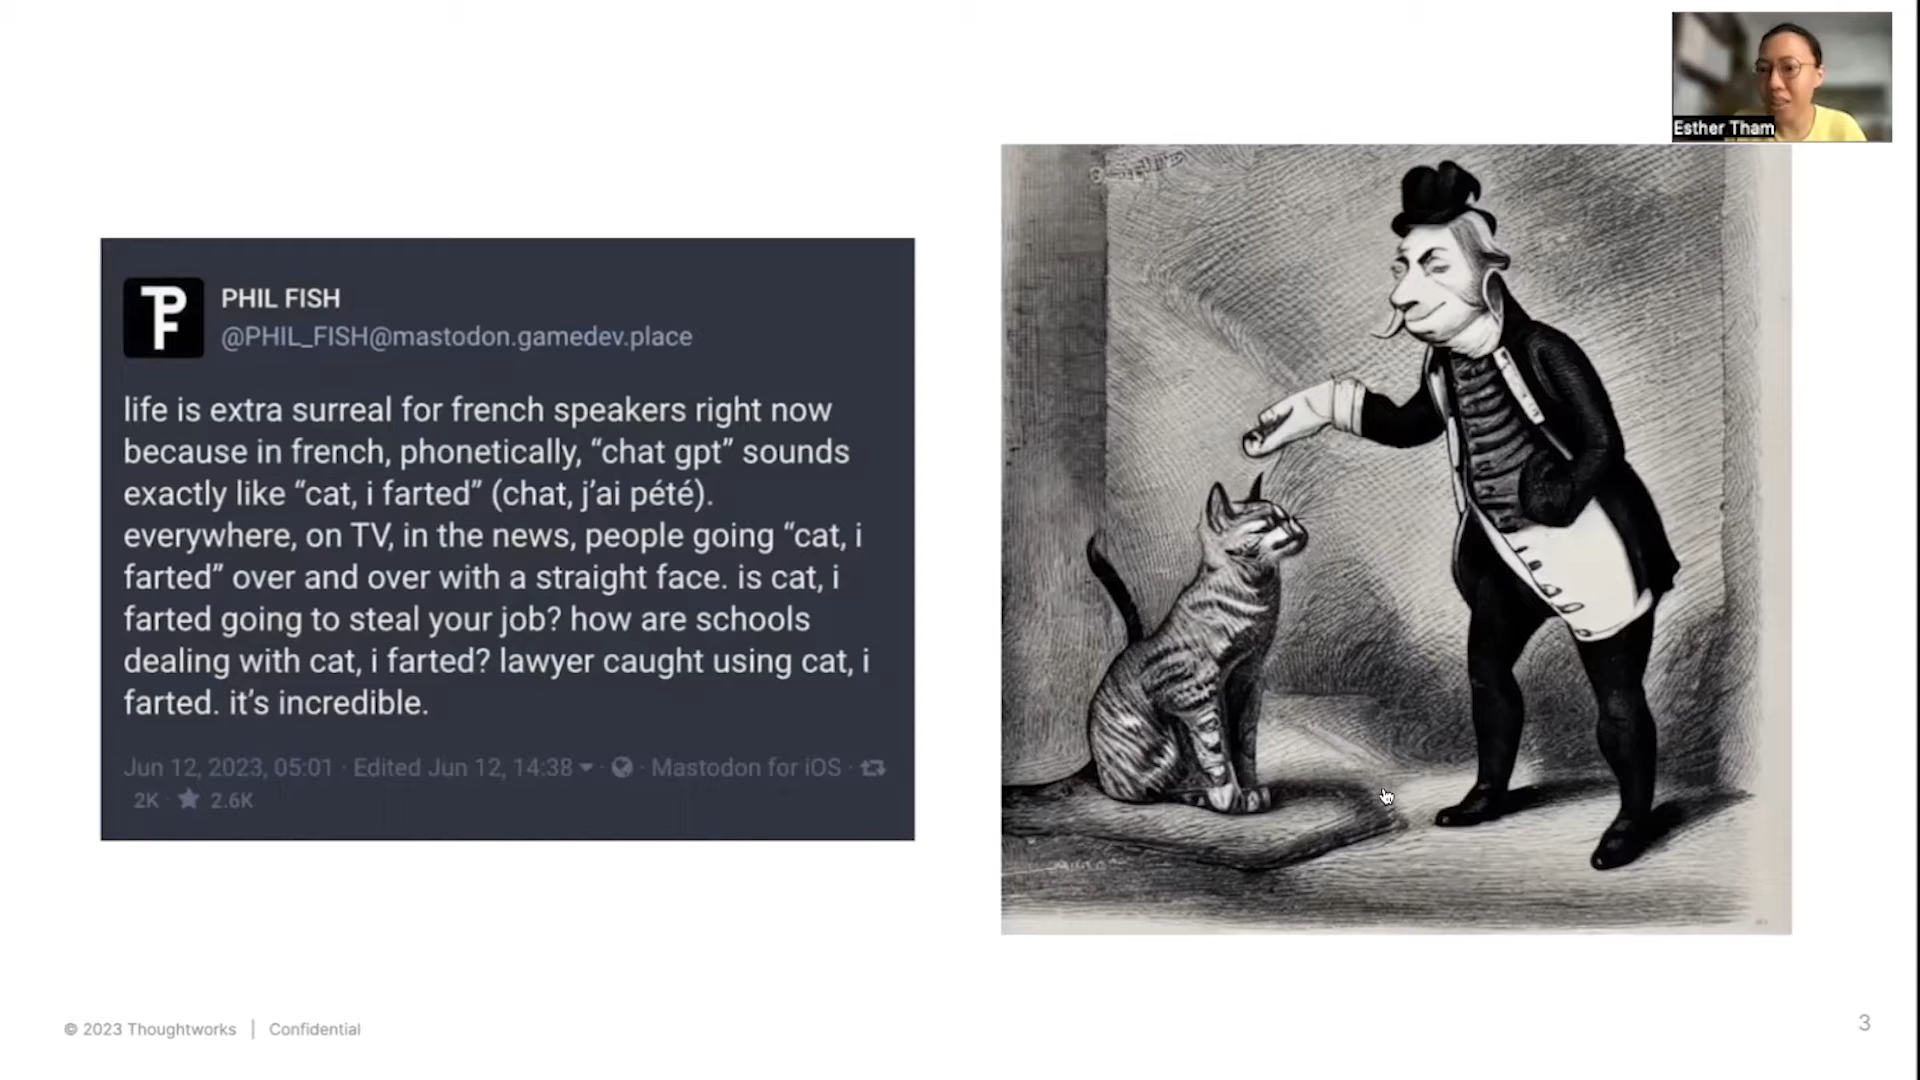 Esther Tham
PHIL FISH
@PHIL_FISH@mastodon.gamedev.place
life is extra surreal for french speakers right now
because in french, phonetically, “chat gpt” sounds
exactly like “cat, i farted” (chat, j’ai pété).
everywhere, on TV, in the news, people going “cat, i
farted” over and over with a straight face. is cat, i
farted going to steal your job? how are schools
dealing with cat, i farted? lawyer caught using cat, i
farted. it’s incredible.
Jun 12, 2023, 05:01 · Edited Jun 12, 14:38 · Mastodon for iOS ·
2K · 2.6K
© 2023 Thoughtworks | Confidential
3